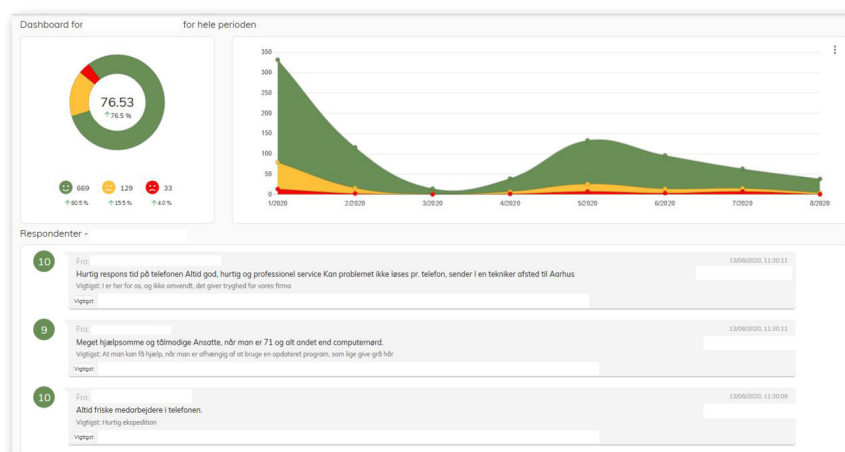 Dashboard for for hele perioden
76.53
↑76.5 %
669 129 33
↑80.5 % ↑15.5 % ↑4.0 %
350
300
250
200
150
100
50
0
1/2020 2/2020 3/2020 4/2020 5/2020 6/2020 7/2020 8/2020
Respondenter -
10
Fra:
13/08/2020, 11:30:11
Hurtig respons tid på telefonen Altid god, hurtig og professionel service Kan problemet ikke løses pr. telefon, sender I en tekniker afsted til Aarhus
Vigtigst: I er her for os, og ikke omvendt, det giver tryghed for vores firma
Vigtigst:
9
Fra:
13/08/2020, 11:30:11
Meget hjælpsomme og tålmodige Ansatte, når man er 71 og alt andet end computernørd.
Vigtigst: At man kan få hjælp, når man er afhængig af at bruge en opdateret program, som lige give grå hår
Vigtigst:
10
Fra:
13/08/2020, 11:30:09
Altid friske medarbejdere i telefonen.
Vigtigst: Hurtig ekspedition
Vigtigst: